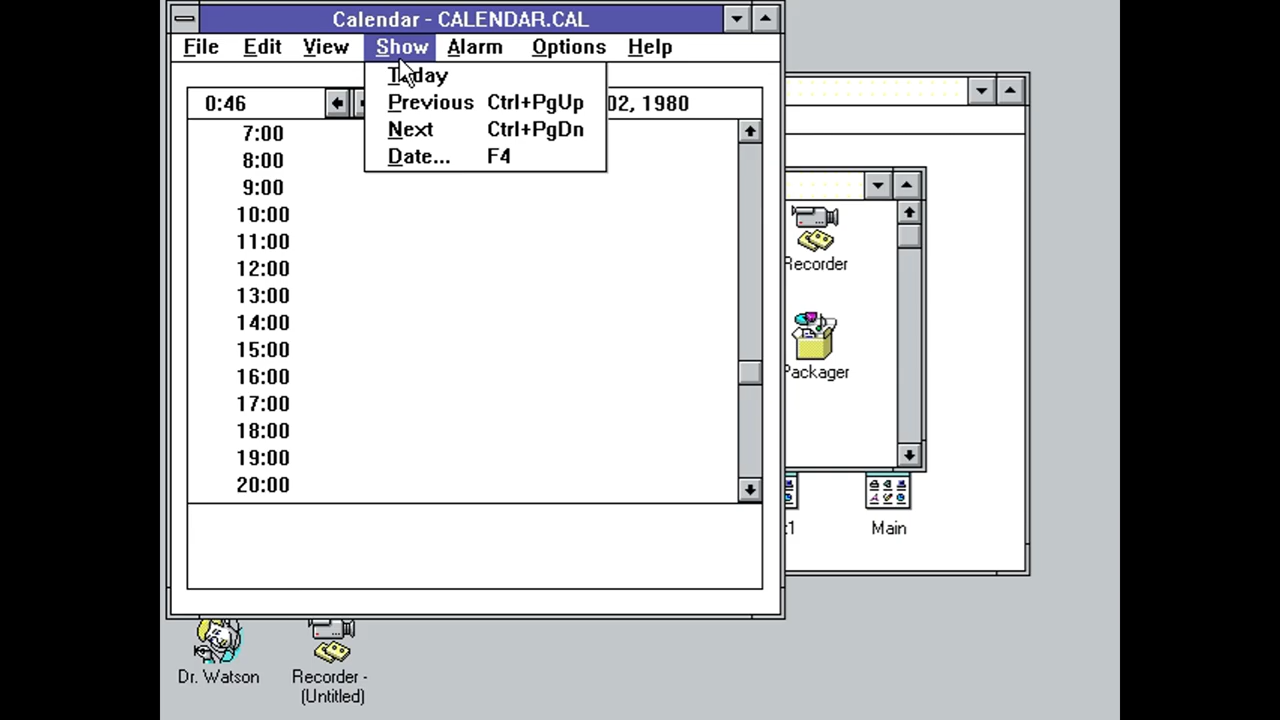 Calendar - CALENDAR.CAL
File Edit View Show Alarm Options Help
Today
Previous Ctrl+PgUp
Next Ctrl+PgDn
Date... F4
0:46 02, 1980
7:00
8:00
9:00
10:00
11:00
12:00
13:00
14:00
15:00
16:00
17:00
18:00
19:00
20:00
Recorder
Packager
Main
Dr. Watson
Recorder -
(Untitled)